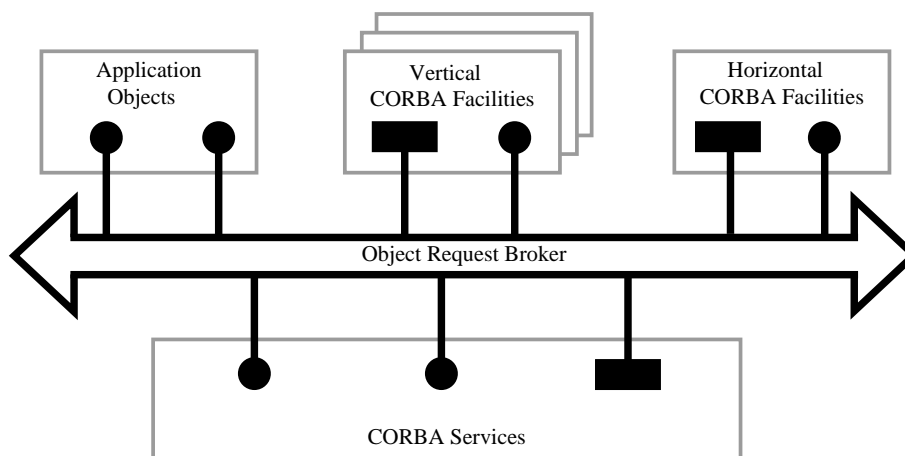 Application
Objects
Vertical
CORBA Facilities
Horizontal
CORBA Facilities
Object Request Broker
CORBA Services